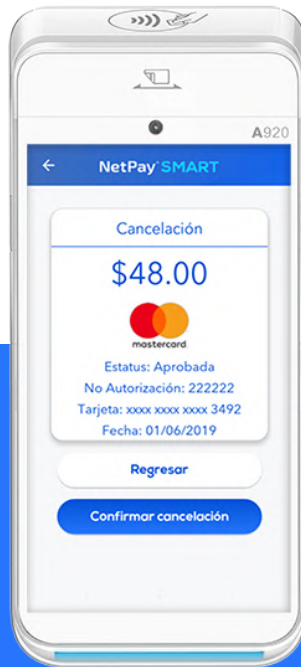 A920
NetPay SMART
Cancelación
$48.00
mastercard
Estatus: Aprobada
No Autorización: 222222
Tarjeta: xxxx xxxx xxxx 3492
Fecha: 01/06/2019
Regresar
Confirmar cancelación